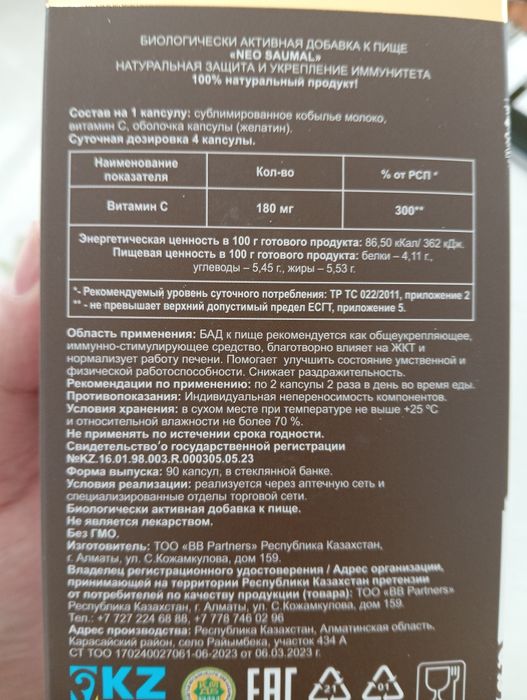 БИОЛОГИЧЕСКИ АКТИВНАЯ ДОБАВКА К ПИЩЕ
«NEO SAUMAL»
НАТУРАЛЬНАЯ ЗАЩИТА И УКРЕПЛЕНИЕ ИММУНИТЕТА
100% натуральный продукт!
Состав на 1 капсулу: сублимированное кобылье молоко,
витамин С, оболочка капсулы (желатин).
Суточная дозировка 4 капсулы.
Наименование показателя Кол-во % от РСП *
Витамин С 180 мг 300**
Энергетическая ценность в 100 г готового продукта: 86,50 кКал/ 362 кДж.
Пищевая ценность в 100 г готового продукта: белки – 4,11 г.,
углеводы – 5,45 г., жиры – 5,53 г.
*- Рекомендуемый уровень суточного потребления: ТР ТС 022/2011, приложение 2
** - не превышает верхний допустимый предел ЕСГТ, приложение 5.
Область применения: БАД к пище рекомендуется как общеукрепляющее,
иммунно-стимулирующее средство, благотворно влияет на ЖКТ и
нормализует работу печени. Помогает улучшить состояние умственной и
физической работоспособности. Снижает раздражительность.
Рекомендации по применению: по 2 капсулы 2 раза в день во время еды.
Противопоказания: Индивидуальная непереносимость компонентов.
Условия хранения: в сухом месте при температуре не выше +25 °С
и относительной влажности не более 70 %.
Не применять по истечении срока годности.
Свидетельство о государственной регистрации
№KZ.16.01.98.003.R.000305.05.23
Форма выпуска: 90 капсул, в стеклянной банке.
Условия реализации: реализуется через аптечную сеть и
специализированные отделы торговой сети.
Биологически активная добавка к пище.
Не является лекарством.
Без ГМО.
Изготовитель: ТОО «BB Partners» Республика Казахстан,
г. Алматы, ул. С.Кожамкулова, дом 159.
Владелец регистрационного удостоверения / Адрес организации,
принимающей на территории Республики Казахстан претензии
от потребителей по качеству продукции (товара): ТОО «BB Partners»
Республика Казахстан, г. Алматы, ул. С.Кожамкулова, дом 159.
Тел.: +7 727 224 68 88, +7 778 746 02 96
Адрес производства: Республика Казахстан, Алматинская область,
Карасайский район, село Райымбека, участок 434 А
СТ ТОО 170240027061-06-2023 от 06.03.2023 г.
KZ
EAC
21
01